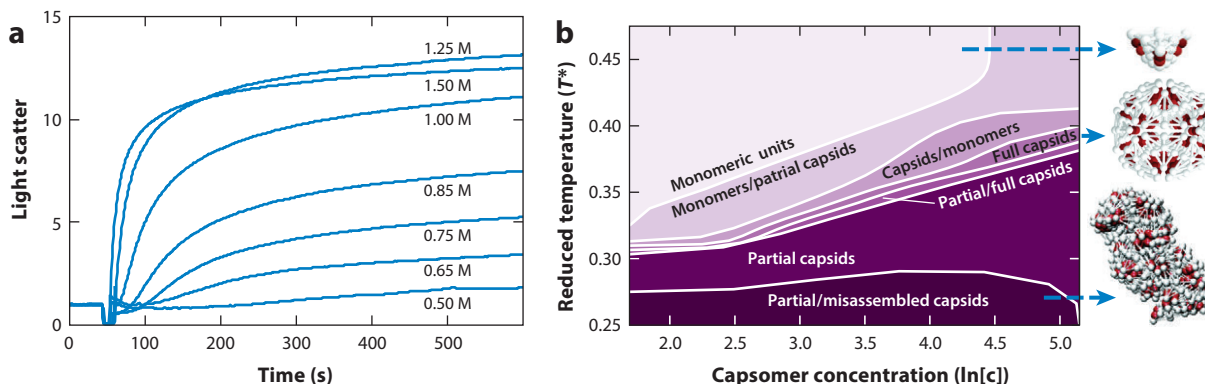 a
15
10
5
0
Light scatter
0
100
200
300
400
500
Time (s)
1.25 M
1.50 M
1.00 M
0.85 M
0.75 M
0.65 M
0.50 M
b
0.45
0.40
0.35
0.30
0.25
Reduced temperature (T*)
2.0
2.5
3.0
3.5
4.0
4.5
5.0
Capsomer concentration (ln[c])
Monomeric units
Monomers/patrial capsids
Capsids/monomers
Full capsids
Partial/full capsids
Partial capsids
Partial/misassembled capsids